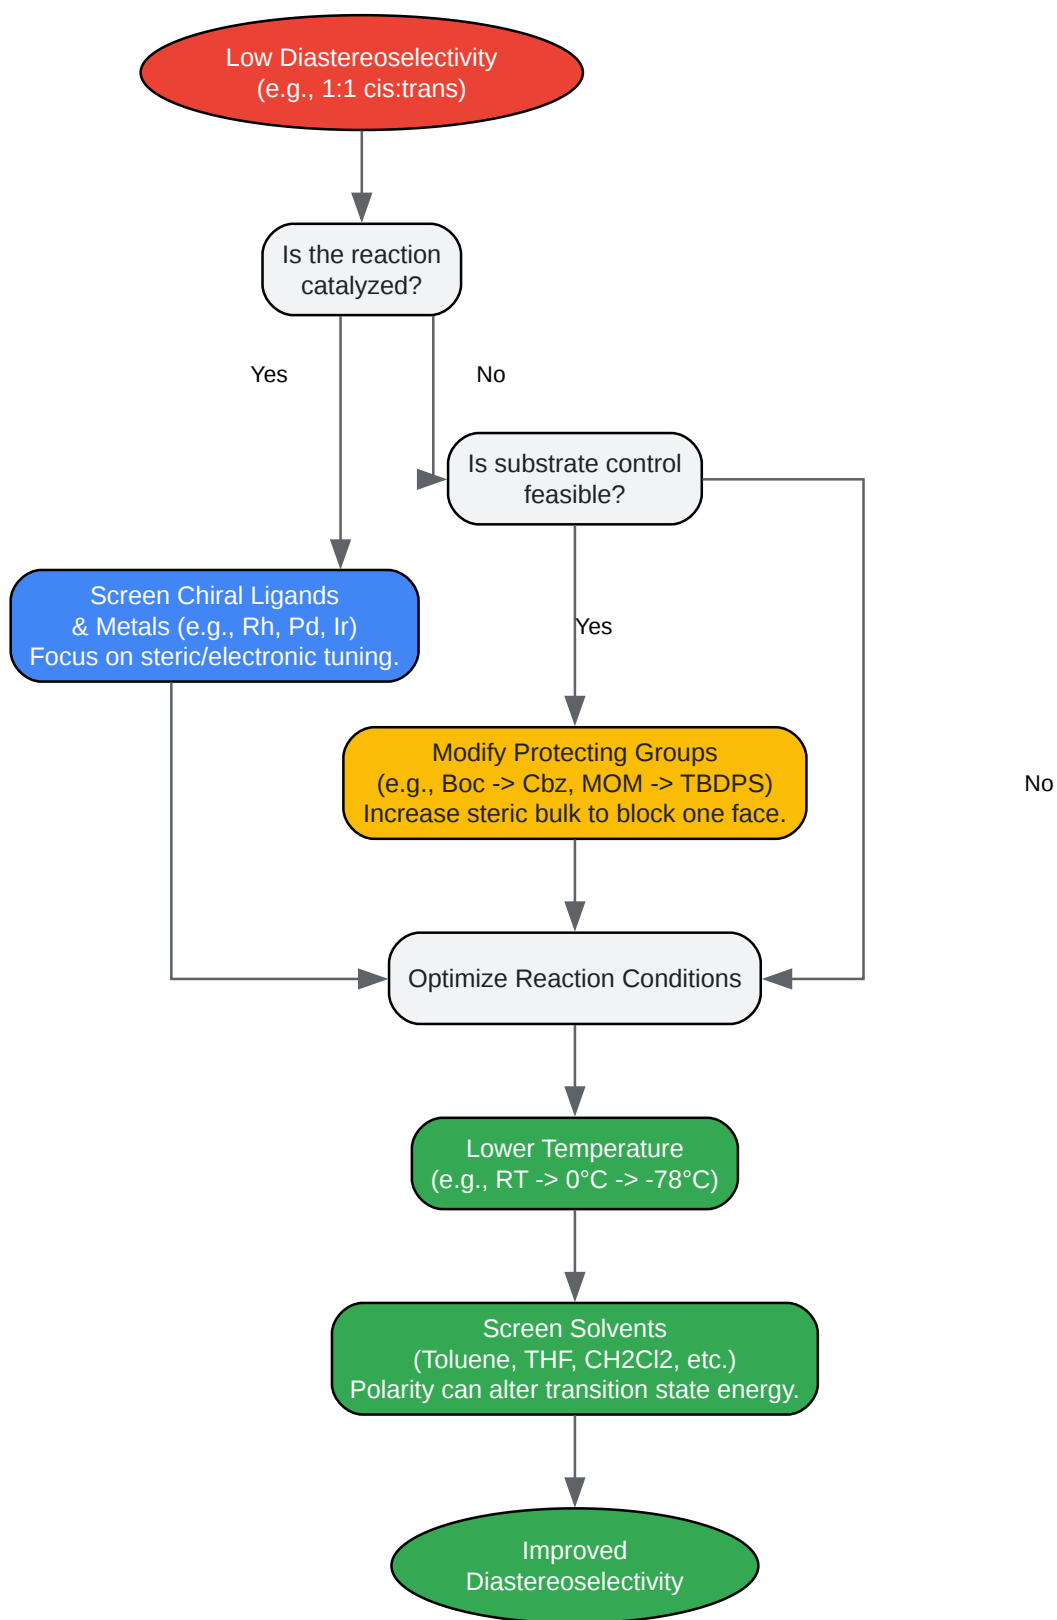 Low Diastereoselectivity
(e.g., 1:1 cis:trans)
Is the reaction
catalyzed?
Yes
No
Is substrate control
feasible?
Screen Chiral Ligands
& Metals (e.g., Rh, Pd, Ir)
Focus on steric/electronic tuning.
Yes
Modify Protecting Groups
(e.g., Boc -> Cbz, MOM -> TBDPS)
Increase steric bulk to block one face.
No
Optimize Reaction Conditions
Lower Temperature
(e.g., RT -> 0°C -> -78°C)
Screen Solvents
(Toluene, THF, CH2Cl2, etc.)
Polarity can alter transition state energy.
Improved
Diastereoselectivity